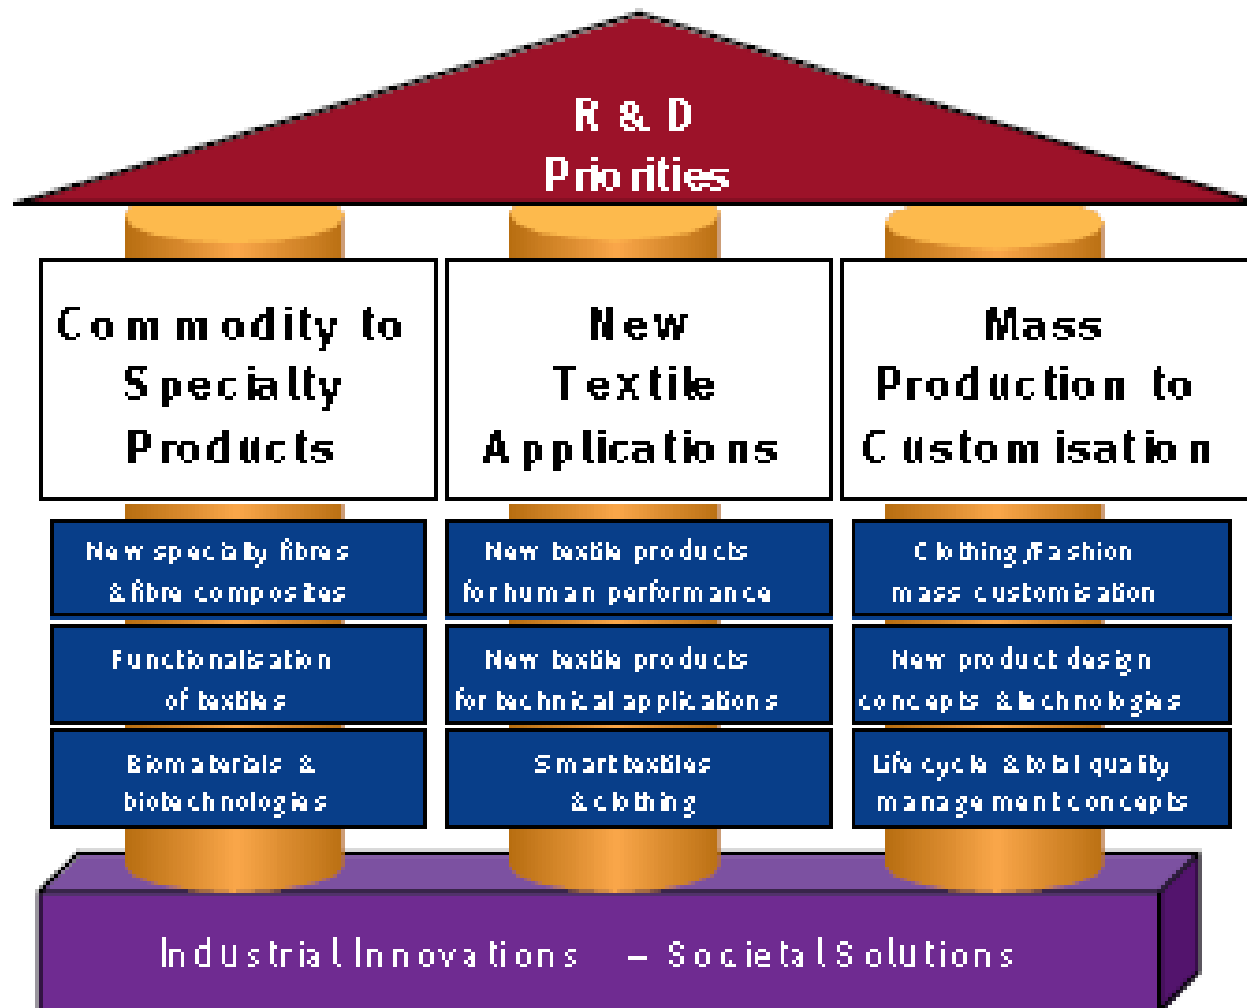 R & D
Priorities
Commodity to
Specialty
Products
New
Textile
Applications
Mass
Production to
Customisation
New specialty fibres
& fibre composites
Functionalisation
of textiles
Biomaterials &
biotechnologies
New textile products
for human performance
New textile products
for technical applications
Smart textiles
& clothing
Clothing/Fashion
mass customisation
New product design
concepts & technologies
Life cycle & total quality
management concepts
Industrial Innovations – Societal Solutions